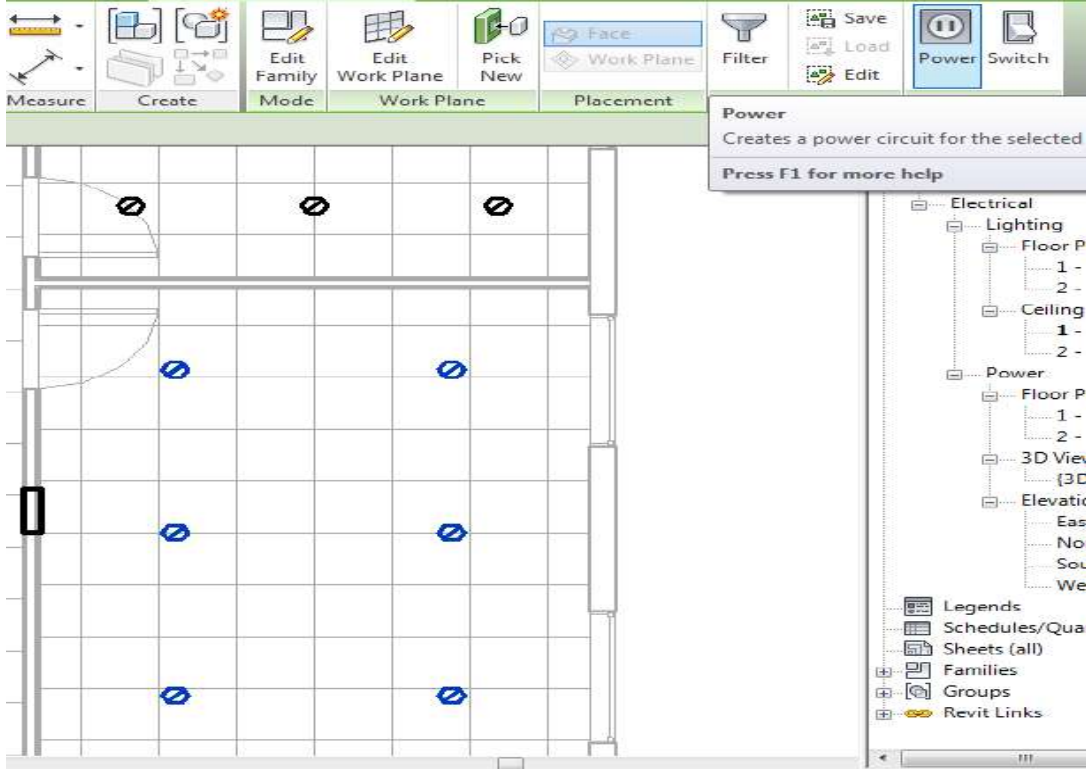 Edit Family
Edit Work Plane
Pick New
Face
Work Plane
Filter
Save
Load
Edit
Power
Switch
Measure
Create
Mode
Work Plane
Placement
Power
Creates a power circuit for the selected
Press F1 for more help
Electrical
Lighting
Floor P
1 -
2 -
Ceiling
1 -
2 -
Power
Floor P
1 -
2 -
3D View
{3D
Elevatio
Eas
No
Sou
We
Legends
Schedules/Qua
Sheets (all)
Families
Groups
Revit Links